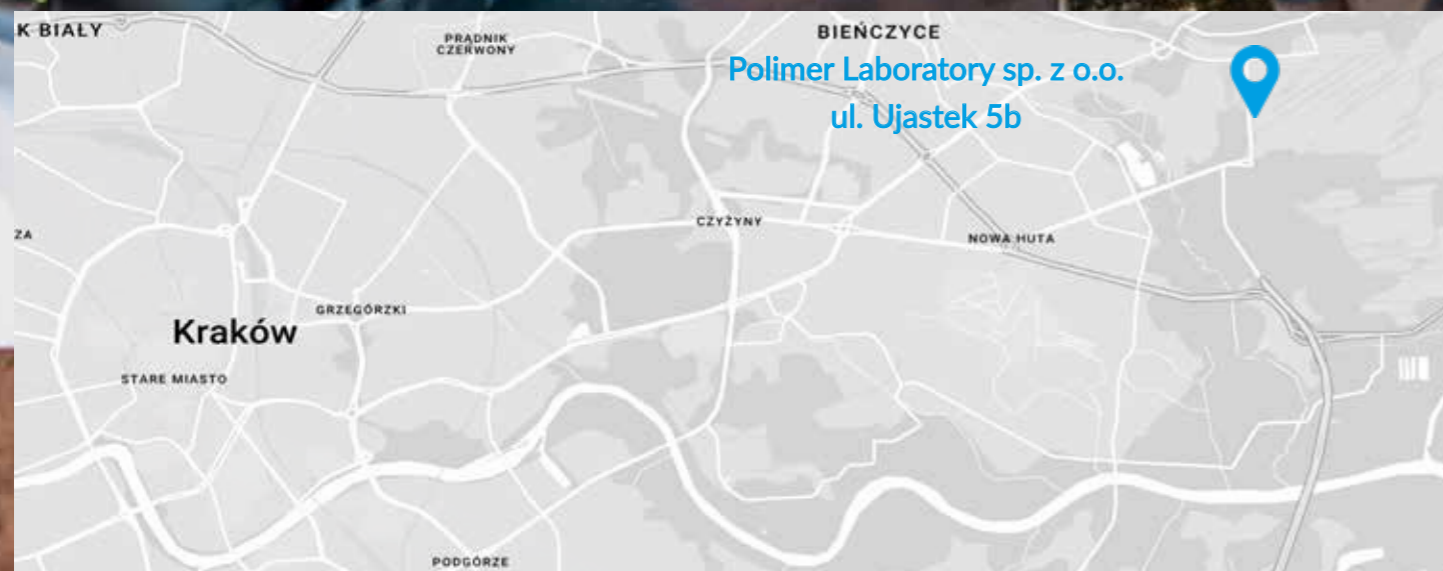 K BIAŁY
PRĄDNIK
CZERWONY
BIEŃCZYCE
Polimer Laboratory sp. z o.o.
ul. Ujastek 5b
CZYŻYNY
ZA
NOWA HUTA
GRZEGÓRZKI
Kraków
STARE MIASTO
PODGÓRZE